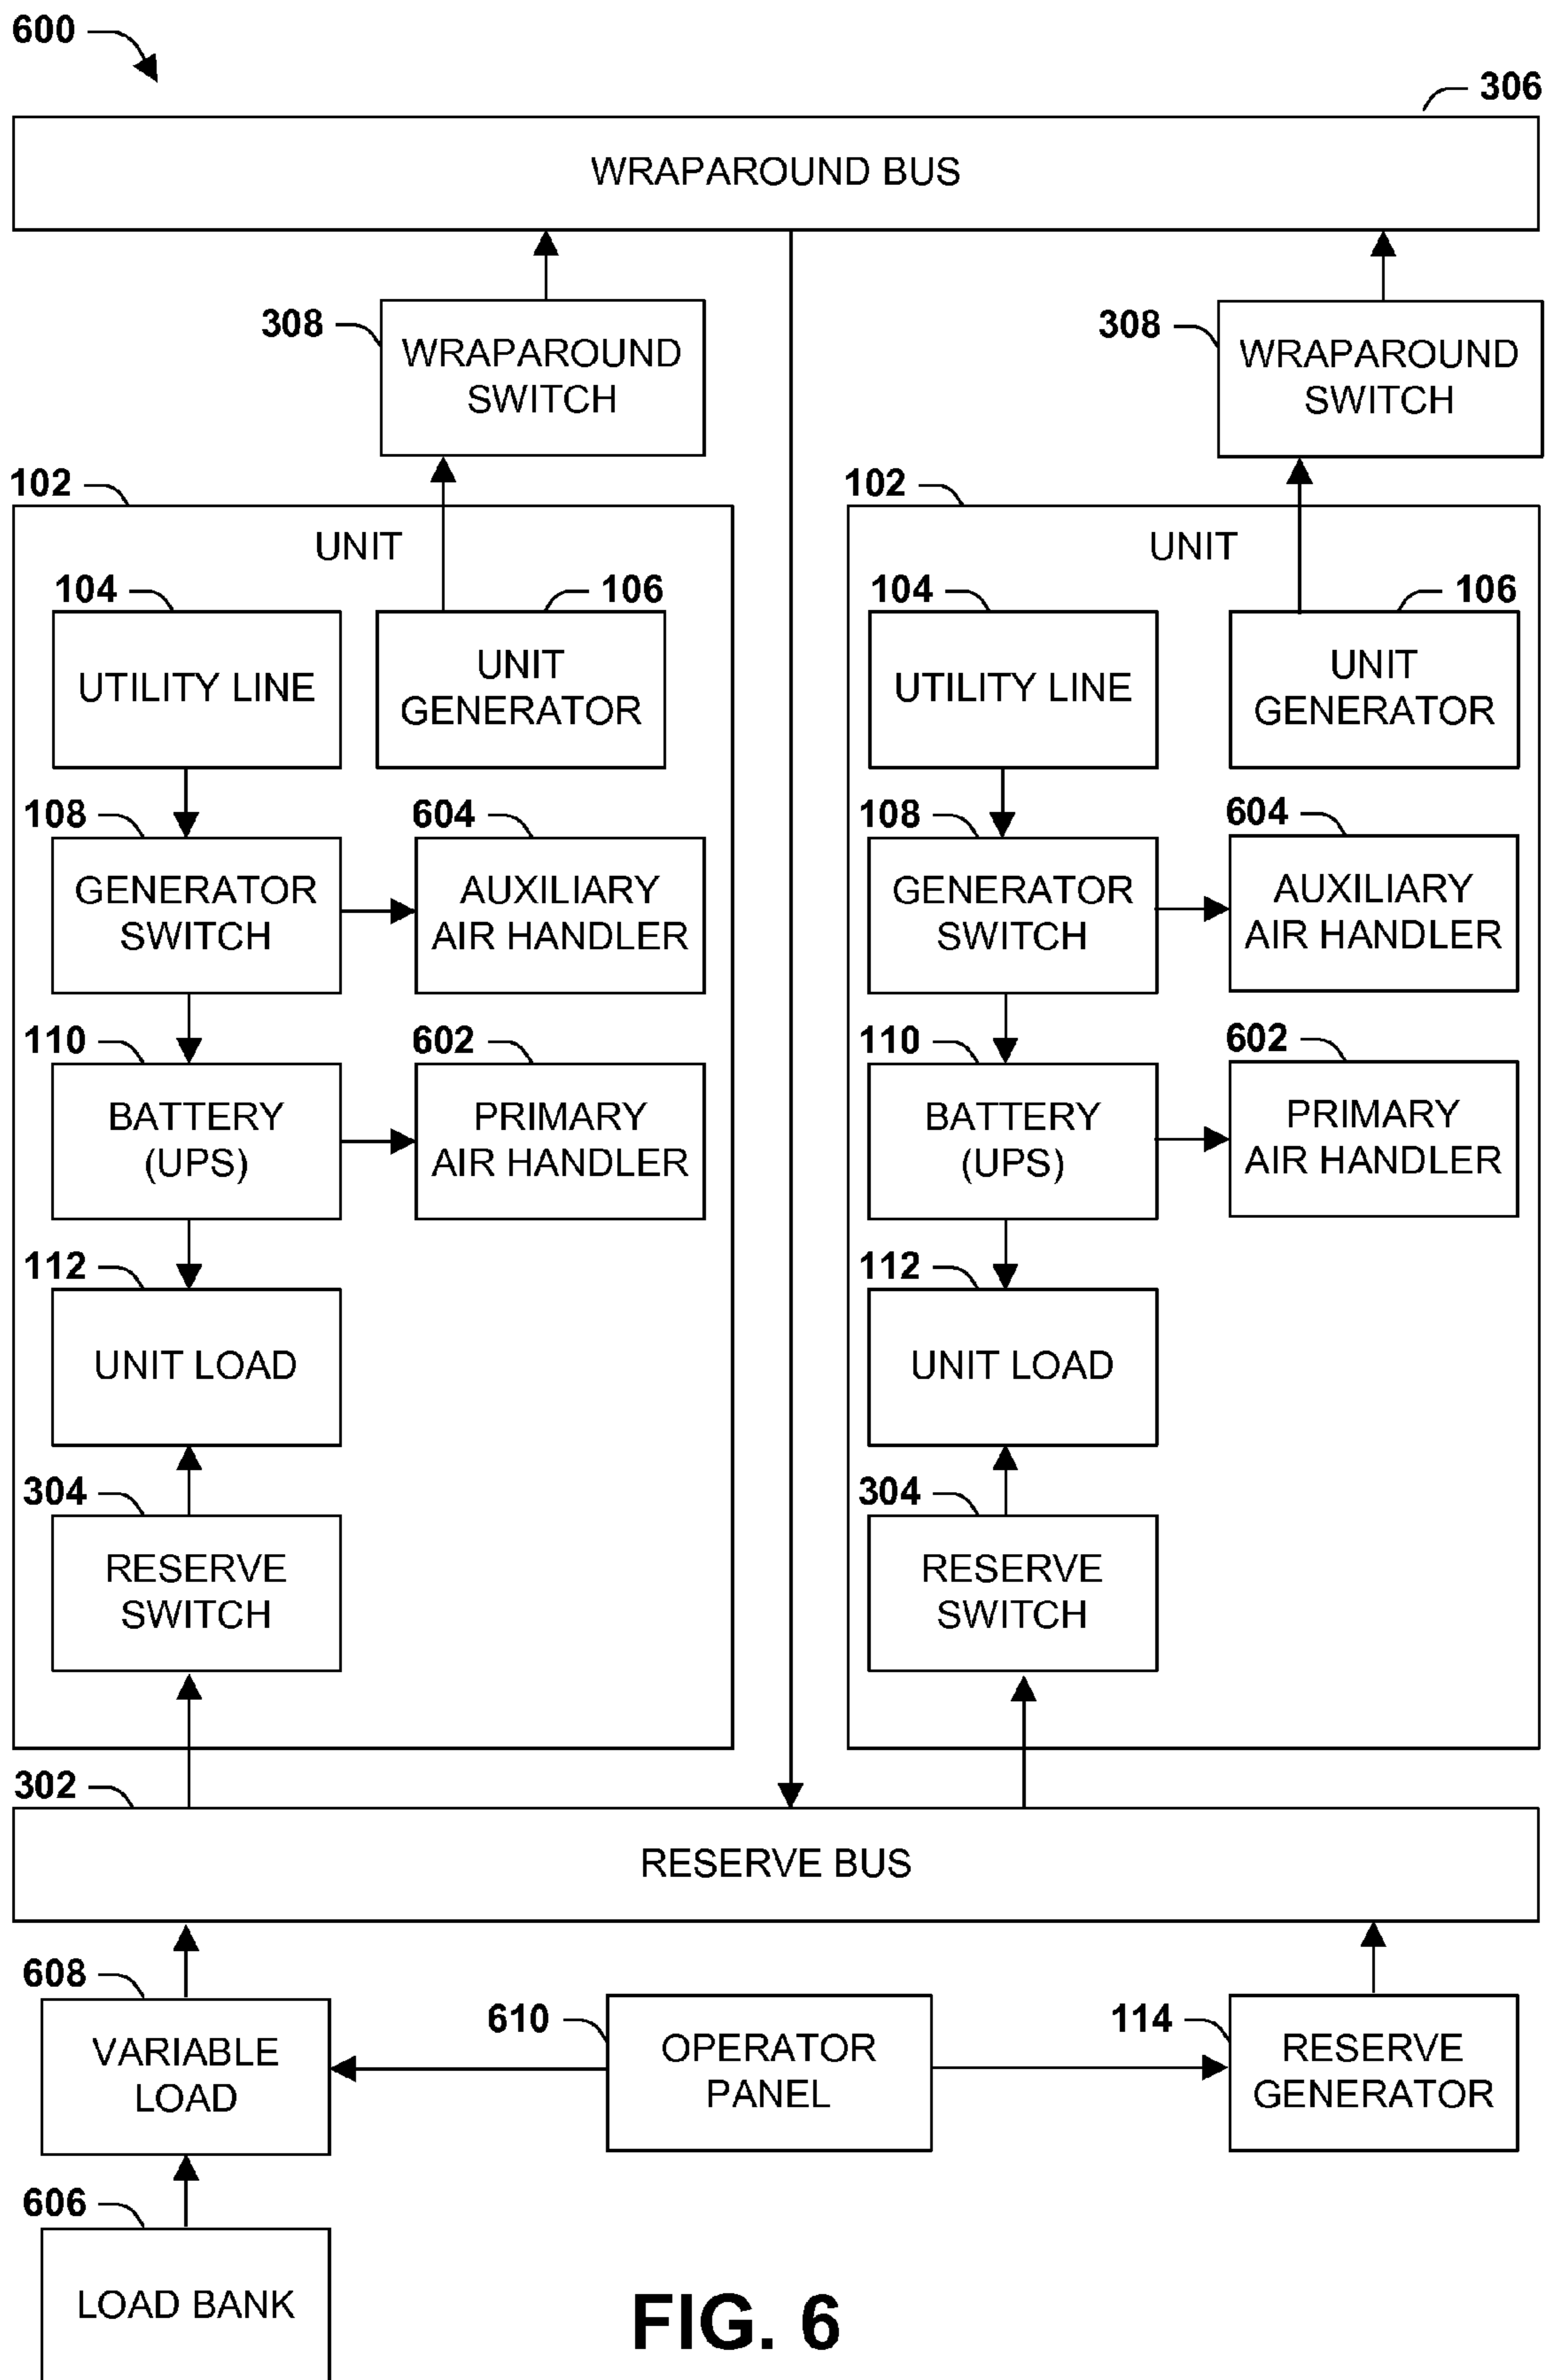 600
306
WRAPAROUND BUS
308
WRAPAROUND
SWITCH
308
WRAPAROUND
SWITCH
102
UNIT
104
UTILITY LINE
106
UNIT
GENERATOR
108
GENERATOR
SWITCH
604
AUXILIARY
AIR HANDLER
110
BATTERY
(UPS)
602
PRIMARY
AIR HANDLER
112
UNIT LOAD
304
RESERVE
SWITCH
102
UNIT
104
UTILITY LINE
106
UNIT
GENERATOR
108
GENERATOR
SWITCH
604
AUXILIARY
AIR HANDLER
110
BATTERY
(UPS)
602
PRIMARY
AIR HANDLER
112
UNIT LOAD
304
RESERVE
SWITCH
302
RESERVE BUS
608
VARIABLE
LOAD
610
OPERATOR
PANEL
114
RESERVE
GENERATOR
606
LOAD BANK
FIG. 6